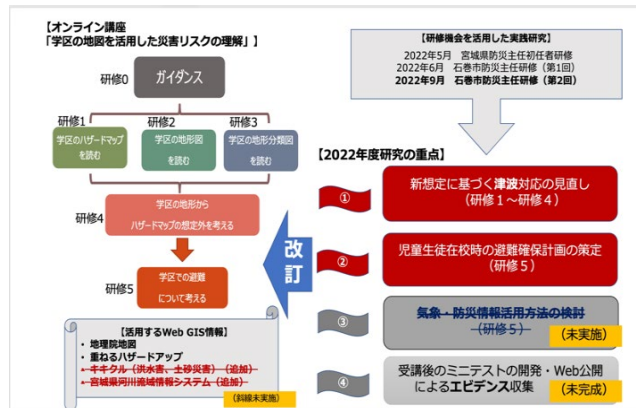 【オンライン講座
「学区の地図を活用した災害リスクの理解」】
研修0
ガイダンス
研修1
学区のハザードマップ
を読む
研修2
学区の地形図
を読む
研修3
学区の地形分類図
を読む
研修4
学区の地形から
ハザードマップの想定外を考える
研修5
学区での避難
について考える
【活用するWeb GIS情報】
・地理院地図
・重ねるハザードアップ
・キキクル（洪水害、土砂災害）（追加）
・宮城県河川流域情報システム（追加）
（斜線未実施）
改訂
【研修機会を活用した実践研究】
2022年5月　宮城県防災主任初任者研修
2022年6月　石巻市防災主任研修（第1回）
2022年9月　石巻市防災主任研修（第2回）
【2022年度研究の重点】
①
新想定に基づく津波対応の見直し
（研修１～研修４）
②
児童生徒在校時の避難確保計画の策定
（研修５）
③
気象・防災情報活用方法の検討
（研修５）
（未実施）
④
受講後のミニテストの開発・Web公開
によるエビデンス収集
（未完成）